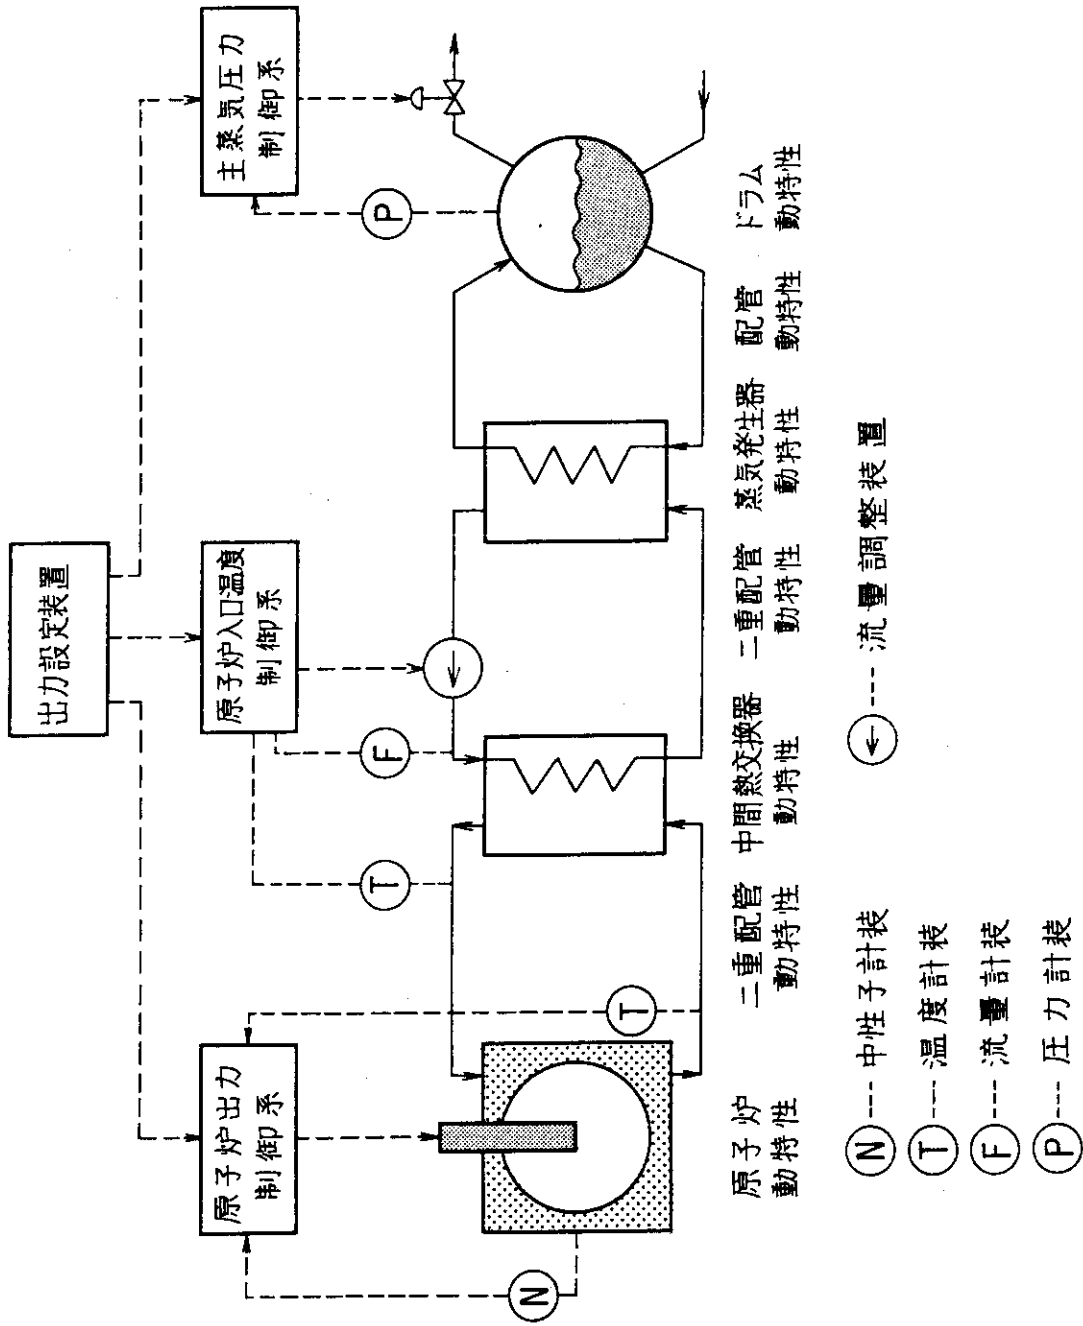 出力設定装置
原子炉出力
制御系
原子炉入口温度
制御系
主蒸気圧力
制御系
N
T
T
F
P
原子炉
動特性
二重配管
動特性
中間熱交換器
動特性
二重配管
動特性
蒸気発生器
動特性
配管
動特性
ドラム
動特性
N 中性子計装
T 温度計装
F 流量計装
P 圧力計装
流量調整装置